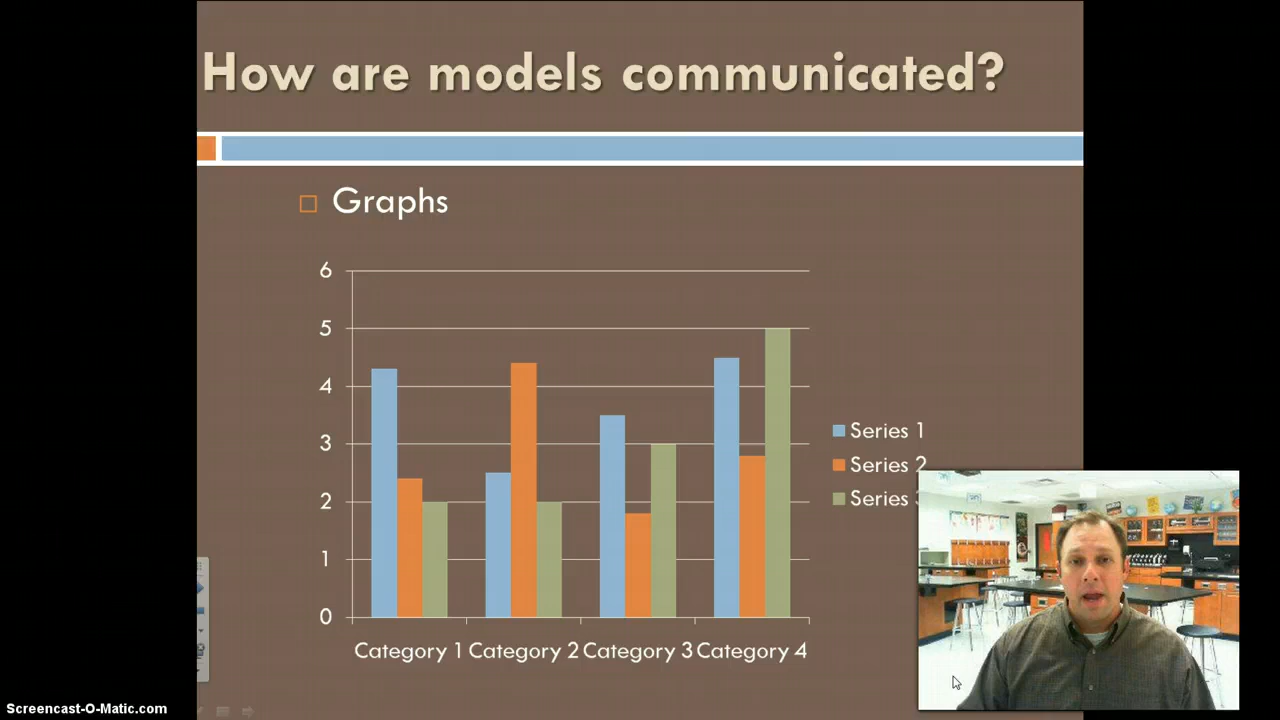 How are models communicated?
Graphs
6
5
4
3
2
1
0
Category 1 Category 2 Category 3 Category 4
Series 1
Series 2
Series
Screencast-O-Matic.com